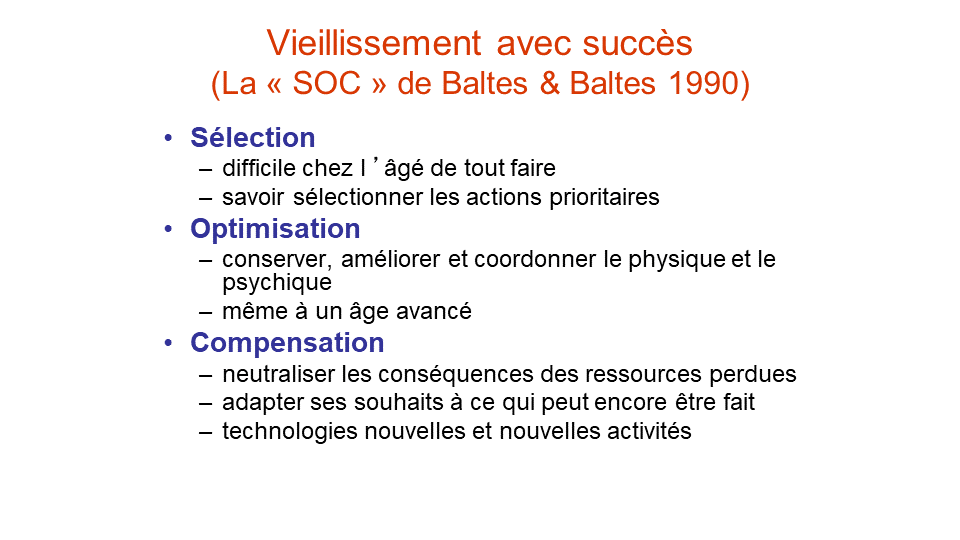 Vieillissement avec succès
(La « SOC » de Baltes & Baltes 1990)
• Sélection
– difficile chez l ’ âgé de tout faire
– savoir sélectionner les actions prioritaires
• Optimisation
– conserver, améliorer et coordonner le physique et le
psychique
– même à un âge avancé
• Compensation
– neutraliser les conséquences des ressources perdues
– adapter ses souhaits à ce qui peut encore être fait
– technologies nouvelles et nouvelles activités